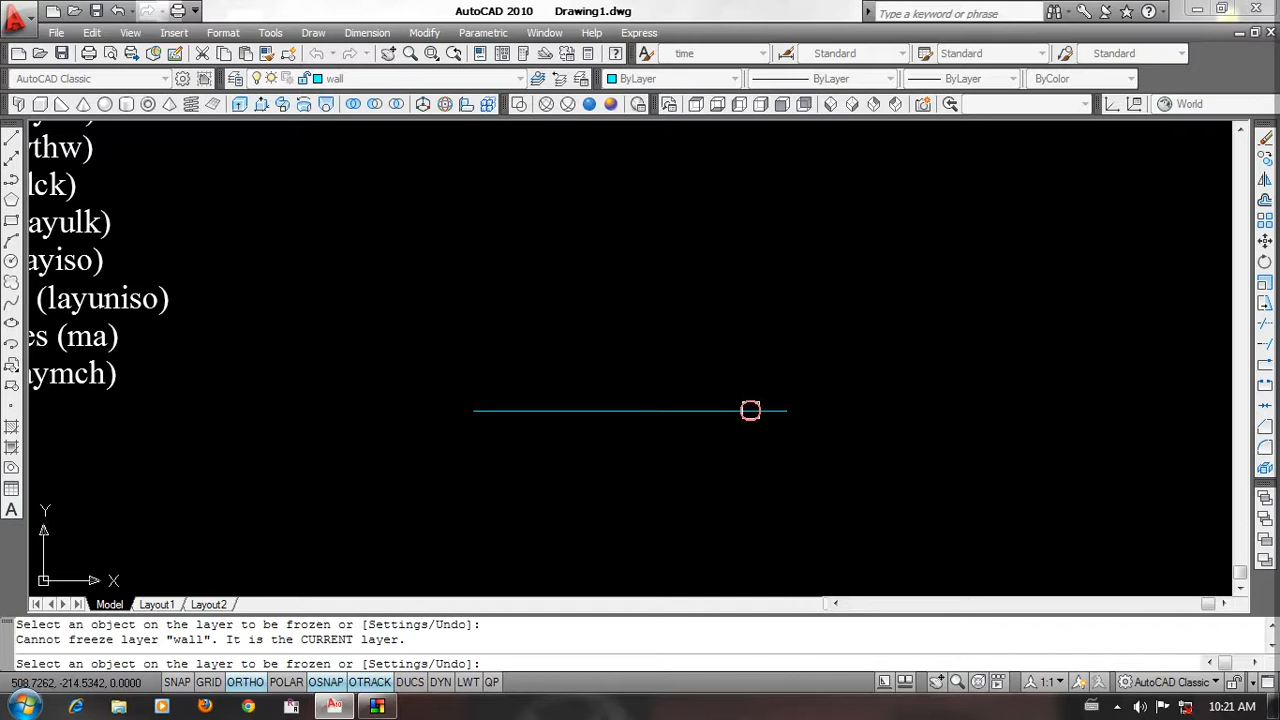 AutoCAD 2010 Drawing1.dwg
Type a keyword or phrase
File Edit View Insert Format Tools Draw Dimension Modify Parametric Window Help Express
time Standard Standard Standard
AutoCAD Classic wall ByLayer ByLayer ByLayer ByColor
World
ythw)
lck)
ayulk)
ayiso)
(layuniso)
es (ma)
aymch)
Y
X
Model Layout1 Layout2
Select an object on the layer to be frozen or [Settings/Undo]:
Cannot freeze layer "wall". It is the CURRENT layer.
Select an object on the layer to be frozen or [Settings/Undo]:
508.7262, -214.5342, 0.0000 SNAP GRID ORTHO POLAR OSNAP OTRACK DUCS DYN LWT QP 1:1 AutoCAD Classic
10:21 AM